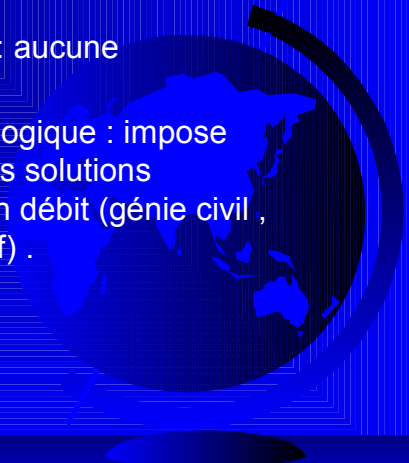 : aucune
ogique : impose
s solutions
n débit (génie civil ,
f) .